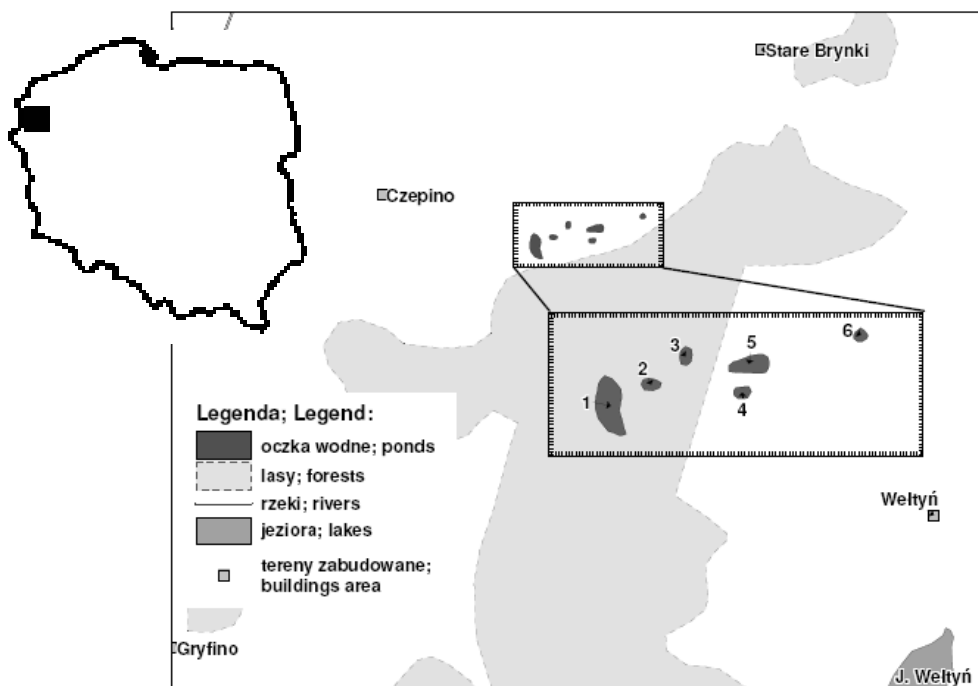 Stare Brynki
Czepino
6
5
3
2
4
1
Legenda; Legend:
oczka wodne; ponds
lasy; forests
rzeki; rivers
jeziora; lakes
tereny zabudowane;
buildings area
Wełtyń
Gryfino
J. Wełtyń